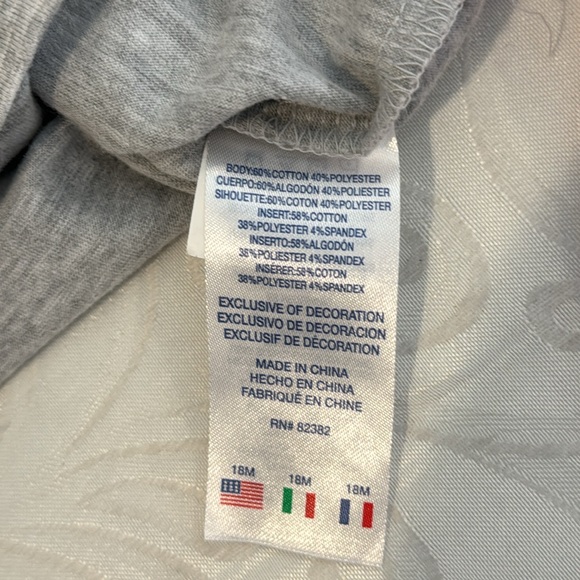 BODY:60%COTTON 40%POLYESTER
CUERPO:60%ALGODÓN 40%POLIESTER
SILHOUETTE:60%COTON 40%POLYESTER
INSERT:58%COTTON
38%POLYESTER 4%SPANDEX
INSERTO:58%ALGODÓN
38%POLIESTER 4%SPANDEX
INSÉRER:58%COTON
38%POLYESTER 4%SPANDEX
EXCLUSIVE OF DECORATION
EXCLUSIVO DE DECORACION
EXCLUSIF DE DÉCORATION
MADE IN CHINA
HECHO EN CHINA
FABRIQUÉ EN CHINE
RN# 82382
18M 18M 18M